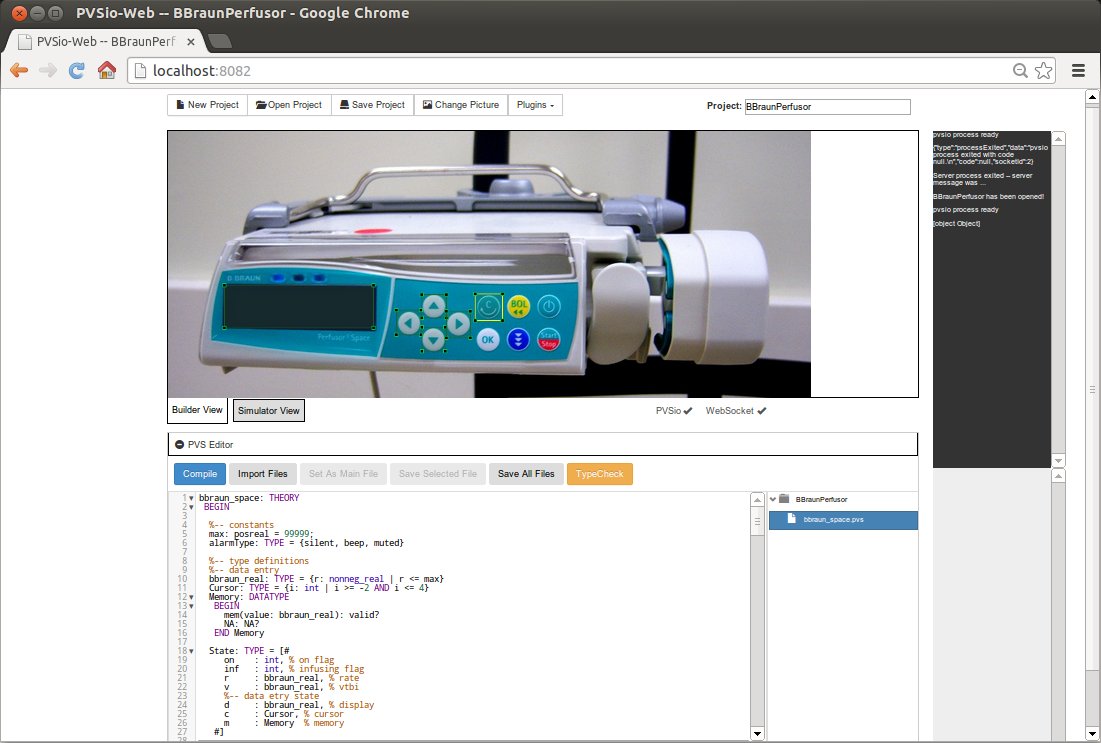 PVSio-Web -- BBraunPerfusor - Google Chrome
PVSio-Web -- BBraunPerf
localhost:8082
New Project Open Project Save Project Change Picture Plugins
Project: BBraunPerfusor
B BRAUN
Perfusor® Space
C BOL
OK Start
Stop
Builder View Simulator View PVSio WebSocket
pvsio process ready
{"type":"processExited","data":"pvsio
process exited with code
null.\n","code":null,"socketId":2}
Server process exited -- server
message was ...
BBraunPerfusor has been opened!
pvsio process ready
[object Object]
PVS Editor
Compile Import Files Set As Main File Save Selected File Save All Files TypeCheck
BBraunPerfusor
bbraun_space.pvs
1 bbraun_space: THEORY
2 BEGIN
3
4 %-- constants
5 max: posreal = 99999;
6 alarmType: TYPE = {silent, beep, muted}
7
8 %-- type definitions
9 %-- data entry
10 bbraun_real: TYPE = {r: nonneg_real | r <= max}
11 Cursor: TYPE = {i: int | i >= -2 AND i <= 4}
12 Memory: DATATYPE
13 BEGIN
14 mem(value: bbraun_real): valid?
15 NA: NA?
16 END Memory
17
18 State: TYPE = [#
19 on : int, % on flag
20 inf : int, % infusing flag
21 r : bbraun_real, % rate
22 v : bbraun_real, % vtbi
23 %-- data etry state
24 d : bbraun_real, % display
25 c : Cursor, % cursor
26 m : Memory % memory
27 #]
28